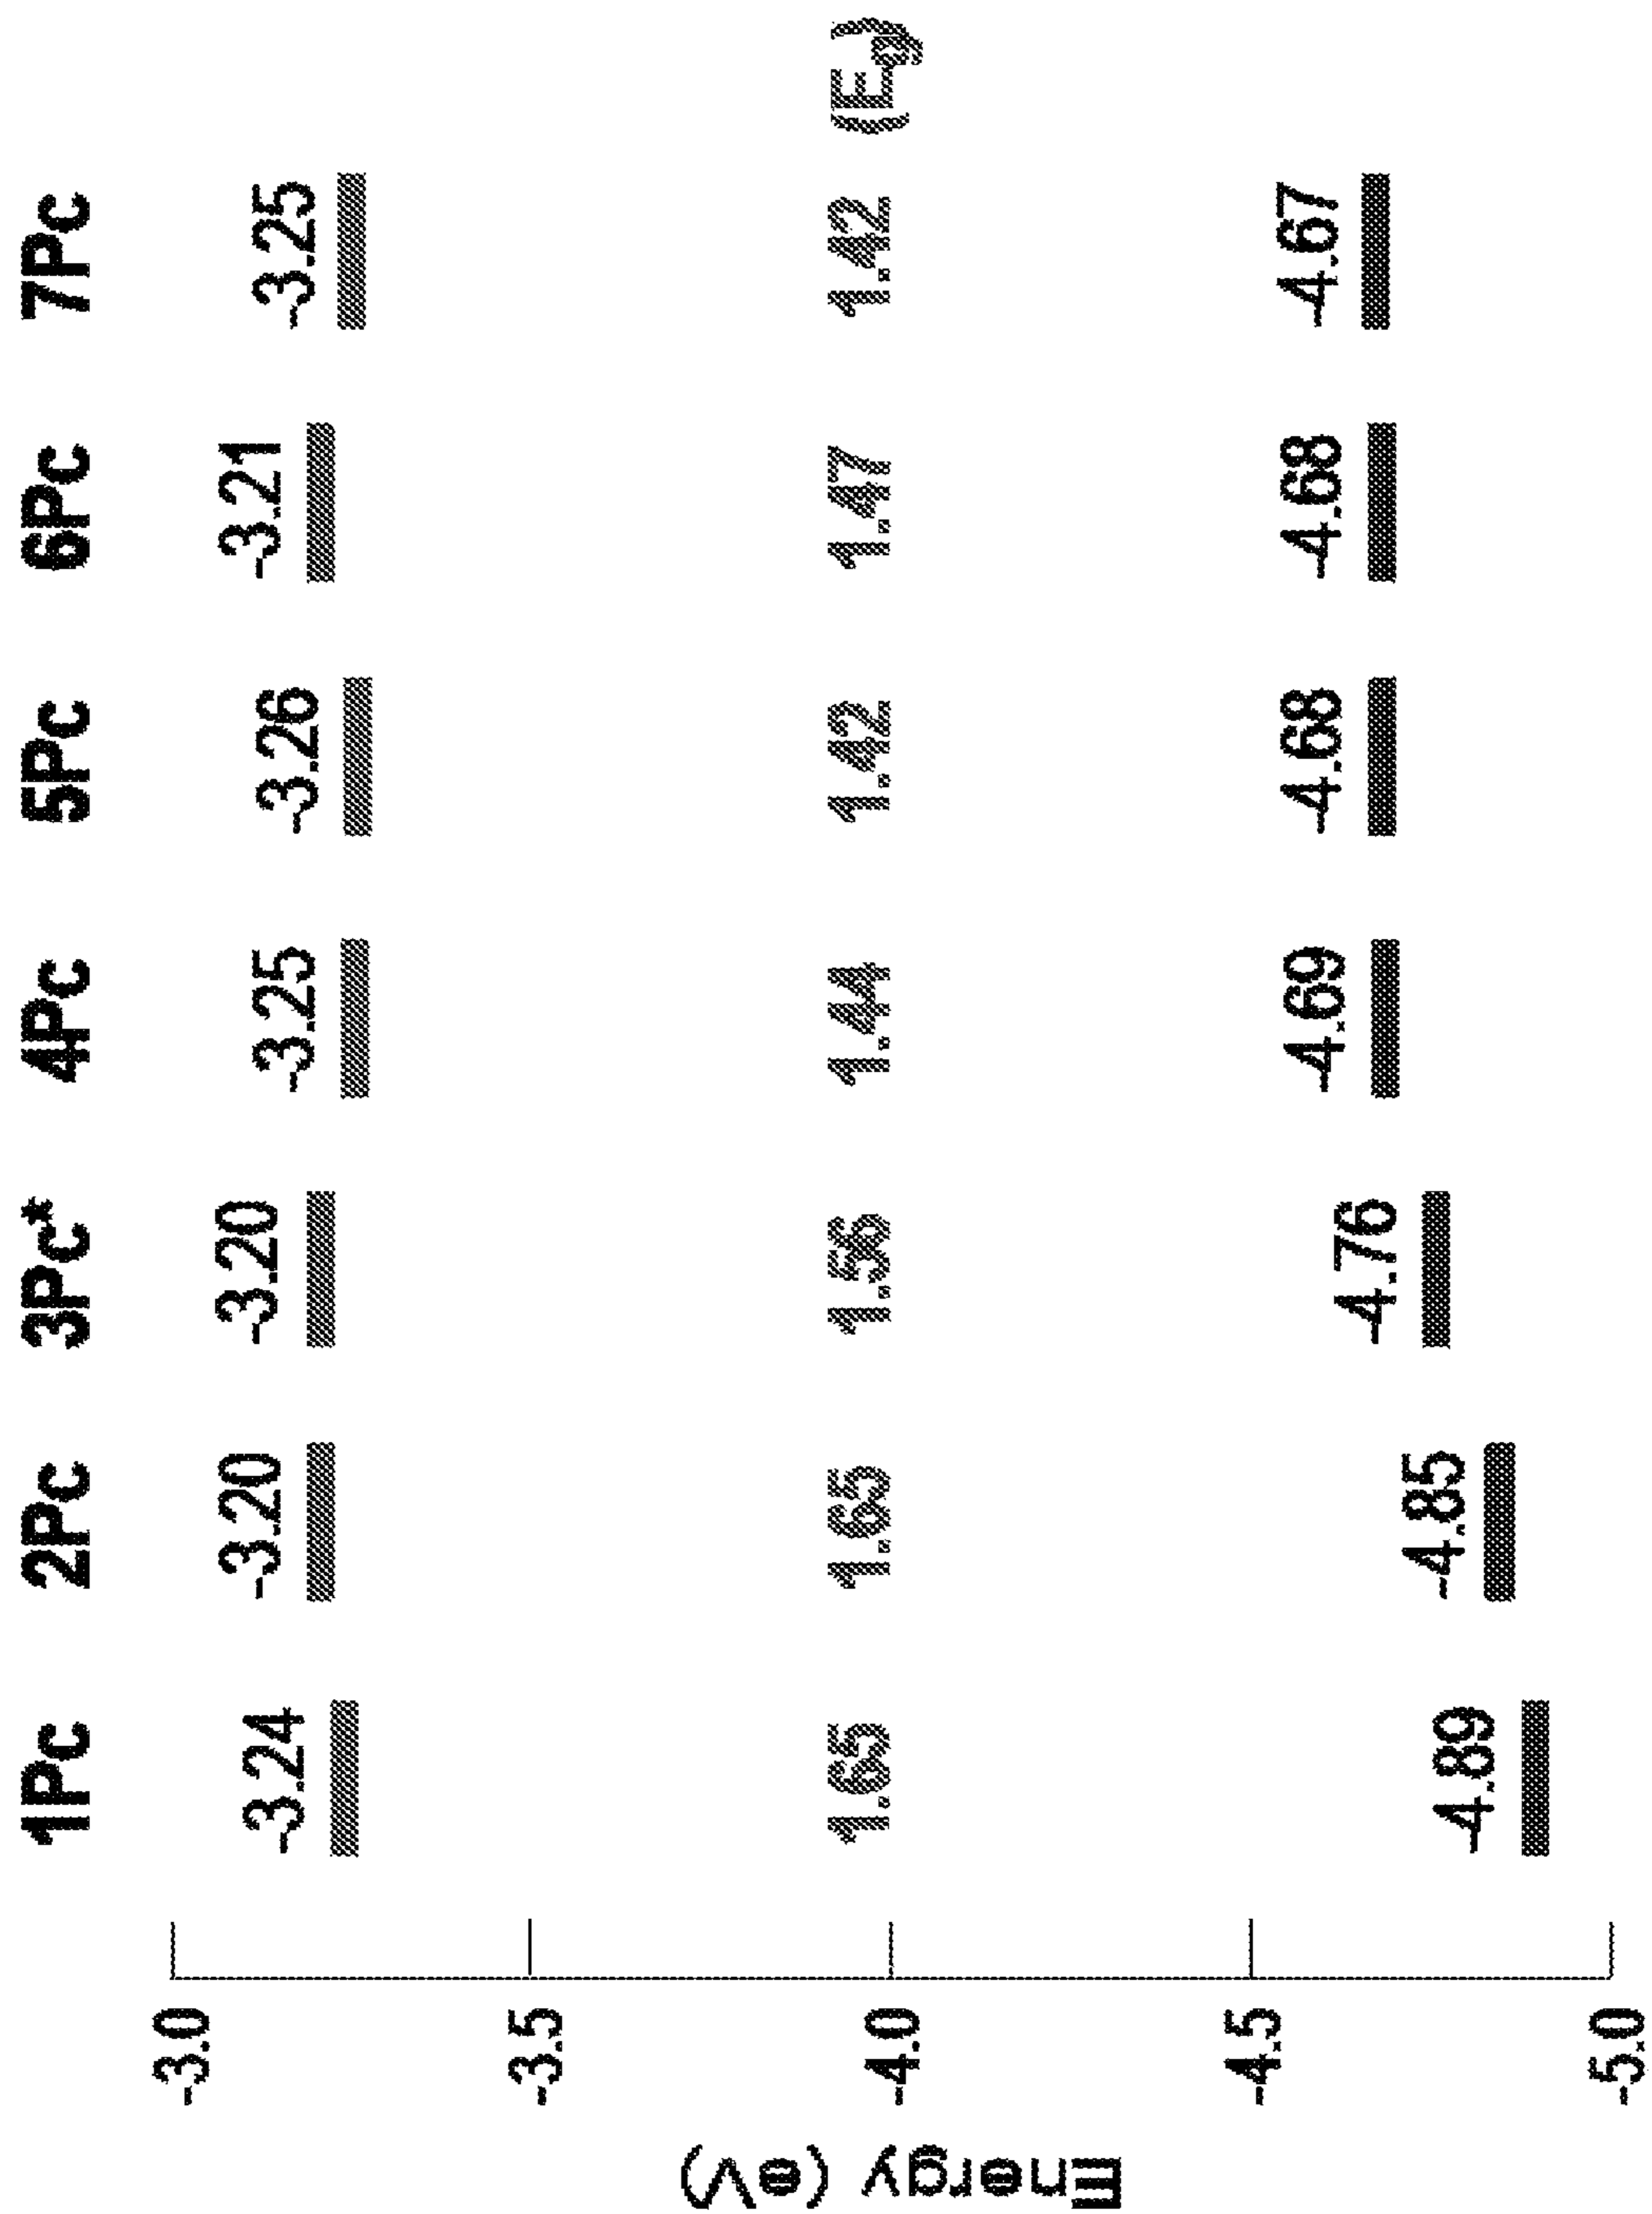 1Pc 2Pc 3Pc* 4Pc 5Pc 6Pc 7Pc
-3.24 -3.20 -3.20 -3.25 -3.26 -3.21 -3.25
1.65 1.65 1.56 1.44 1.42 1.47 1.42 (Eg)
-4.89 -4.85 -4.76 -4.69 -4.68 -4.68 -4.67
-3.0
-3.5
-4.0
-4.5
-5.0
Energy (eV)